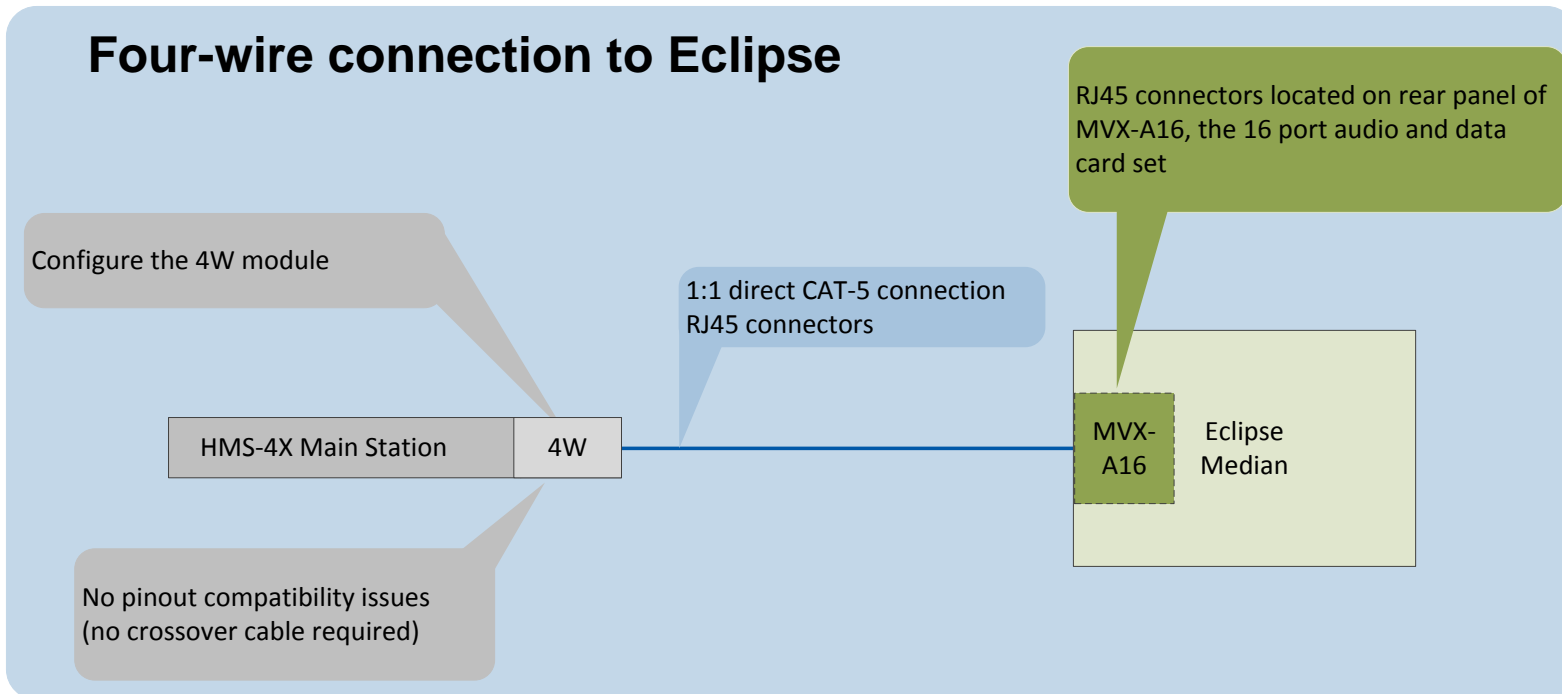 Four-wire connection to Eclipse
RJ45 connectors located on rear panel of
MVX-A16, the 16 port audio and data
card set
Configure the 4W module
1:1 direct CAT-5 connection
RJ45 connectors
HMS-4X Main Station
4W
MVX-
A16
Eclipse
Median
No pinout compatibility issues
(no crossover cable required)